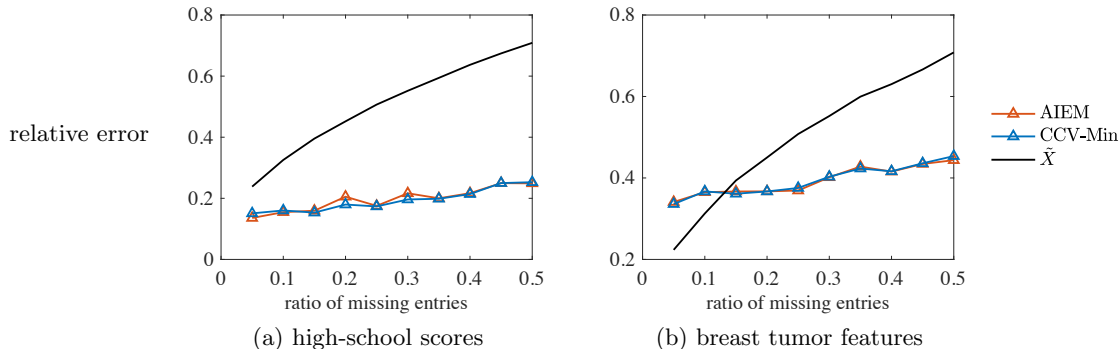 relative error
0.8
0.6
0.4
0.2
0
0 0.1 0.2 0.3 0.4 0.5
ratio of missing entries
(a) high-school scores
0.8
0.6
0.4
0.2
0 0.1 0.2 0.3 0.4 0.5
ratio of missing entries
(b) breast tumor features
AIEM
CCV-Min
X̃